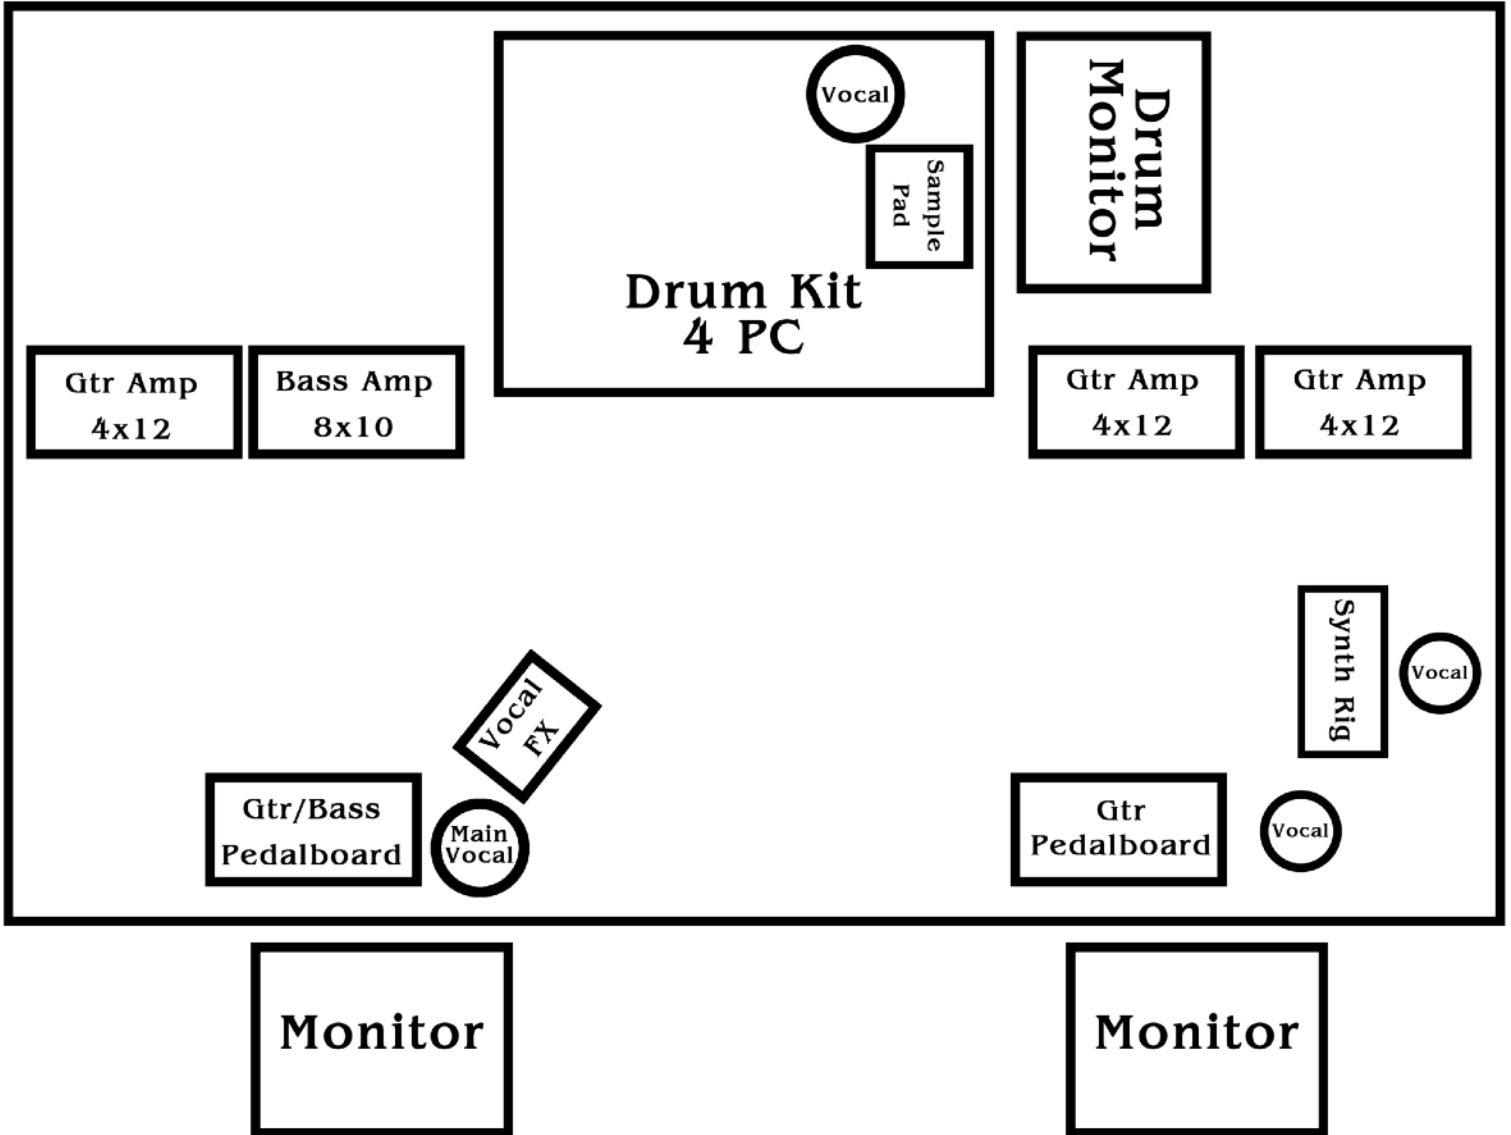 Vocal
Sample
Pad
Drum Kit
4 PC
Drum
Monitor
Gtr Amp
4x12
Bass Amp
8x10
Gtr Amp
4x12
Gtr Amp
4x12
Synth Rig
Vocal
Vocal
FX
Gtr/Bass
Pedalboard
Main
Vocal
Gtr
Pedalboard
Vocal
Monitor
Monitor